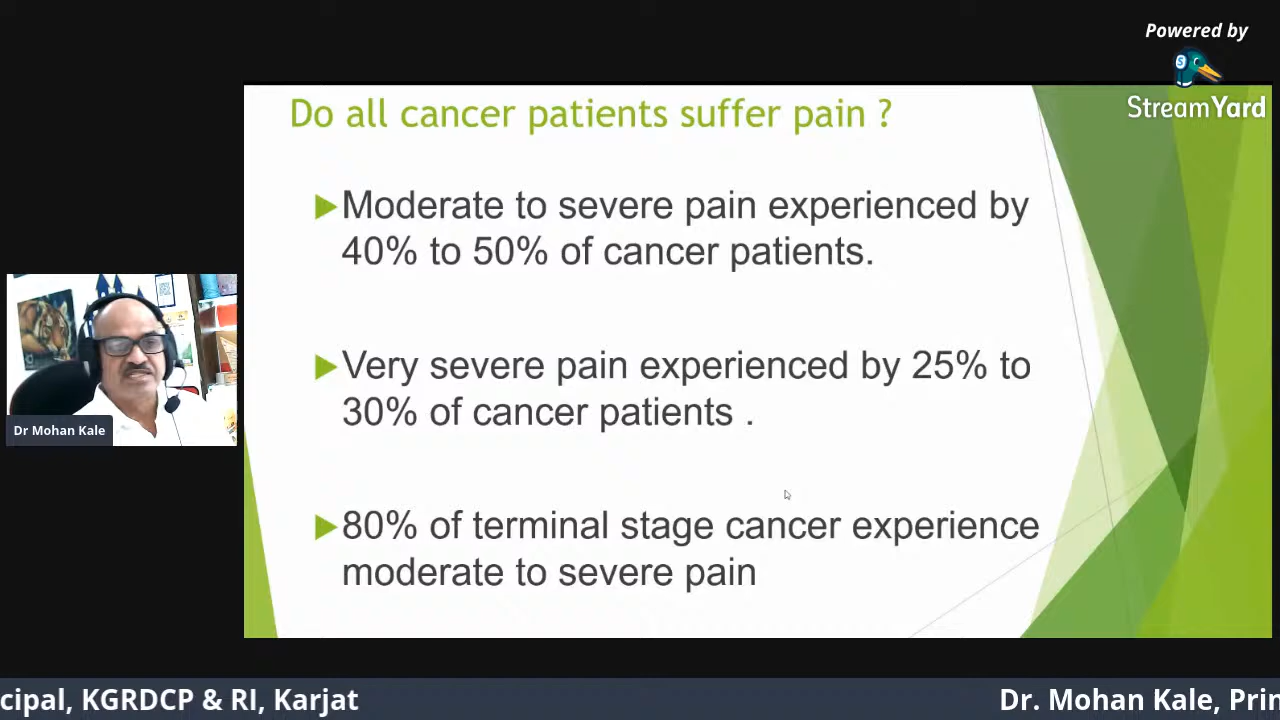 Powered by
StreamYard
Do all cancer patients suffer pain ?
Moderate to severe pain experienced by
40% to 50% of cancer patients.
Very severe pain experienced by 25% to
30% of cancer patients .
80% of terminal stage cancer experience
moderate to severe pain
Dr Mohan Kale
cipal, KGRDCP & RI, Karjat
Dr. Mohan Kale, Prin